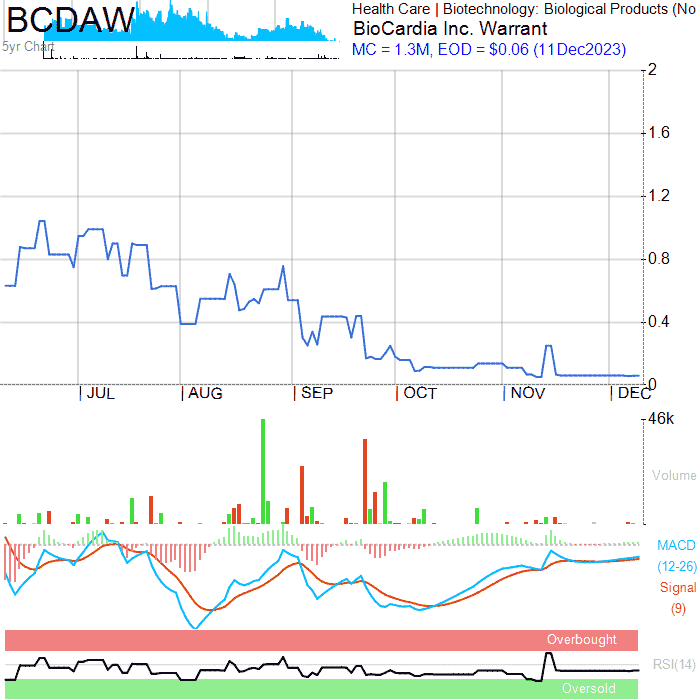 BCDAW
5yr Chart
Health Care | Biotechnology: Biological Products (No
BioCardia Inc. Warrant
MC = 1.3M, EOD = $0.06 (11Dec2023)
2
1.6
1.2
0.8
0.4
0
| JUL | AUG | SEP | OCT | NOV | DEC
46k
Volume
MACD
(12-26)
Signal
(9)
Overbought
RSI(14)
Oversold